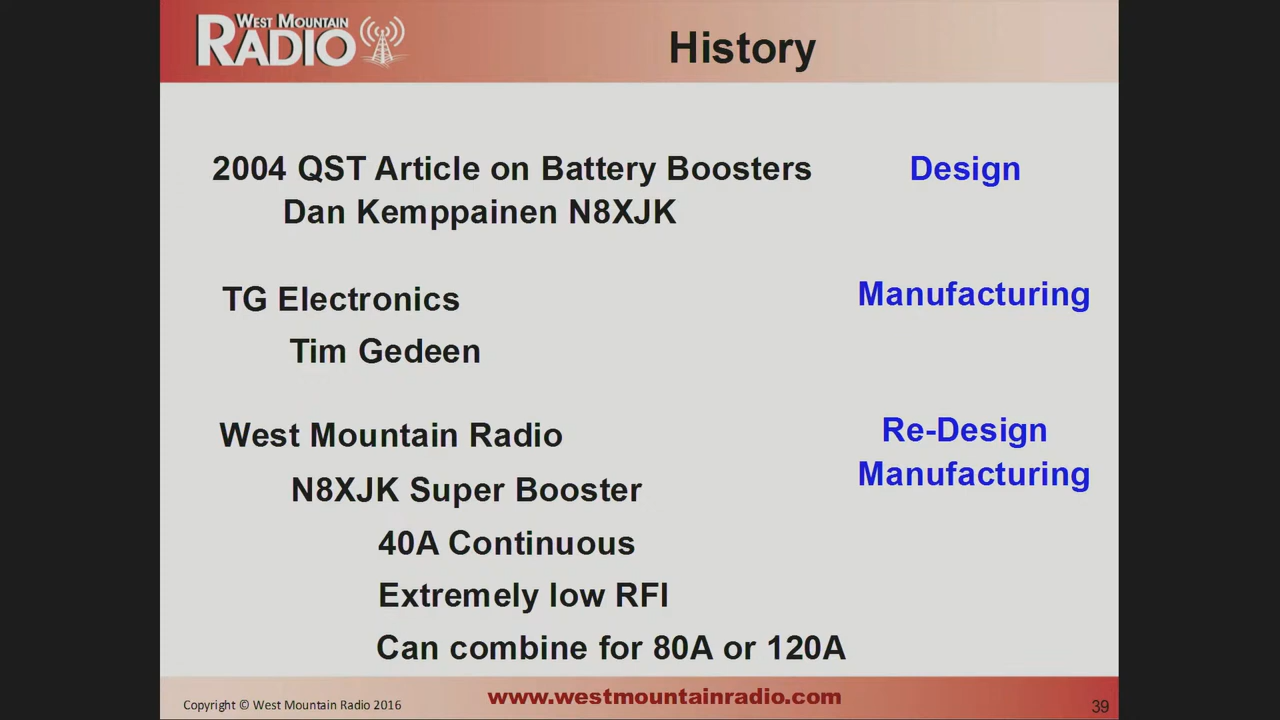 WEST MOUNTAIN
RADIO
History
2004 QST Article on Battery Boosters
Design
Dan Kemppainen N8XJK
TG Electronics
Manufacturing
Tim Gedeen
West Mountain Radio
Re-Design
Manufacturing
N8XJK Super Booster
40A Continuous
Extremely low RFI
Can combine for 80A or 120A
Copyright © West Mountain Radio 2016
www.westmountainradio.com
39